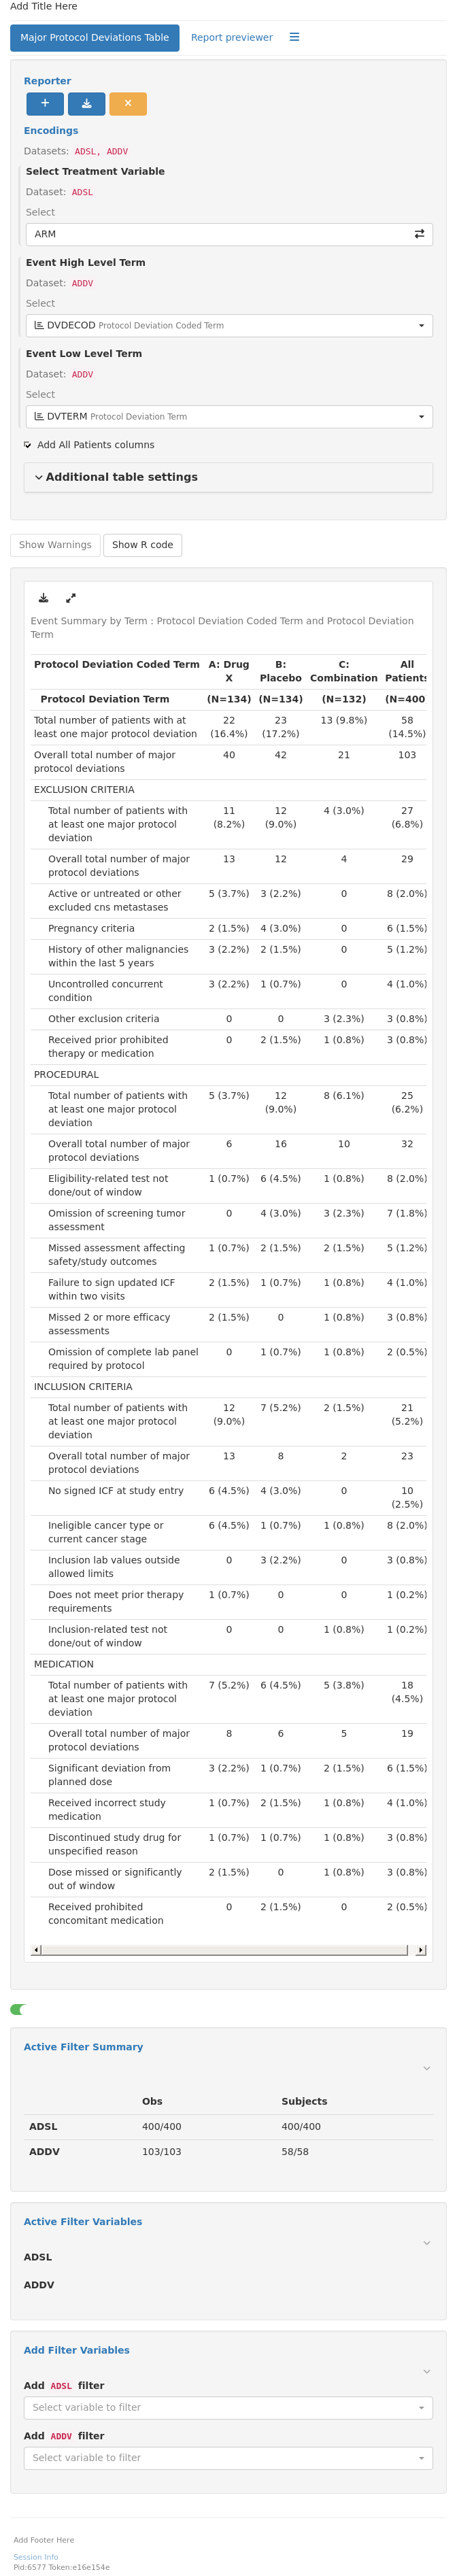 Add Title Here
Major Protocol Deviations Table Report previewer
Reporter
Encodings
Datasets: ADSL, ADDV
Select Treatment Variable
Dataset: ADSL
Select
ARM
Event High Level Term
Dataset: ADDV
Select
DVDECOD Protocol Deviation Coded Term
Event Low Level Term
Dataset: ADDV
Select
DVTERM Protocol Deviation Term
Add All Patients columns
Additional table settings
Show Warnings Show R code
Event Summary by Term : Protocol Deviation Coded Term and Protocol Deviation
Term
Protocol Deviation Coded Term A: Drug B: C: All
X Placebo Combination Patients
Protocol Deviation Term (N=134) (N=134) (N=132) (N=400
Total number of patients with at 22 23 13 (9.8%) 58
least one major protocol deviation (16.4%) (17.2%) (14.5%)
Overall total number of major 40 42 21 103
protocol deviations
EXCLUSION CRITERIA
Total number of patients with 11 12 4 (3.0%) 27
at least one major protocol (8.2%) (9.0%) (6.8%)
deviation
Overall total number of major 13 12 4 29
protocol deviations
Active or untreated or other 5 (3.7%) 3 (2.2%) 0 8 (2.0%)
excluded cns metastases
Pregnancy criteria 2 (1.5%) 4 (3.0%) 0 6 (1.5%)
History of other malignancies 3 (2.2%) 2 (1.5%) 0 5 (1.2%)
within the last 5 years
Uncontrolled concurrent 3 (2.2%) 1 (0.7%) 0 4 (1.0%)
condition
Other exclusion criteria 0 0 3 (2.3%) 3 (0.8%)
Received prior prohibited 0 2 (1.5%) 1 (0.8%) 3 (0.8%)
therapy or medication
PROCEDURAL
Total number of patients with 5 (3.7%) 12 8 (6.1%) 25
at least one major protocol (9.0%) (6.2%)
deviation
Overall total number of major 6 16 10 32
protocol deviations
Eligibility-related test not 1 (0.7%) 6 (4.5%) 1 (0.8%) 8 (2.0%)
done/out of window
Omission of screening tumor 0 4 (3.0%) 3 (2.3%) 7 (1.8%)
assessment
Missed assessment affecting 1 (0.7%) 2 (1.5%) 2 (1.5%) 5 (1.2%)
safety/study outcomes
Failure to sign updated ICF 2 (1.5%) 1 (0.7%) 1 (0.8%) 4 (1.0%)
within two visits
Missed 2 or more efficacy 2 (1.5%) 0 1 (0.8%) 3 (0.8%)
assessments
Omission of complete lab panel 0 1 (0.7%) 1 (0.8%) 2 (0.5%)
required by protocol
INCLUSION CRITERIA
Total number of patients with 12 7 (5.2%) 2 (1.5%) 21
at least one major protocol (9.0%) (5.2%)
deviation
Overall total number of major 13 8 2 23
protocol deviations
No signed ICF at study entry 6 (4.5%) 4 (3.0%) 0 10
(2.5%)
Ineligible cancer type or 6 (4.5%) 1 (0.7%) 1 (0.8%) 8 (2.0%)
current cancer stage
Inclusion lab values outside 0 3 (2.2%) 0 3 (0.8%)
allowed limits
Does not meet prior therapy 1 (0.7%) 0 0 1 (0.2%)
requirements
Inclusion-related test not 0 0 1 (0.8%) 1 (0.2%)
done/out of window
MEDICATION
Total number of patients with 7 (5.2%) 6 (4.5%) 5 (3.8%) 18
at least one major protocol (4.5%)
deviation
Overall total number of major 8 6 5 19
protocol deviations
Significant deviation from 3 (2.2%) 1 (0.7%) 2 (1.5%) 6 (1.5%)
planned dose
Received incorrect study 1 (0.7%) 2 (1.5%) 1 (0.8%) 4 (1.0%)
medication
Discontinued study drug for 1 (0.7%) 1 (0.7%) 1 (0.8%) 3 (0.8%)
unspecified reason
Dose missed or significantly 2 (1.5%) 0 1 (0.8%) 3 (0.8%)
out of window
Received prohibited 0 2 (1.5%) 0 2 (0.5%)
concomitant medication
Active Filter Summary
Obs Subjects
ADSL 400/400 400/400
ADDV 103/103 58/58
Active Filter Variables
ADSL
ADDV
Add Filter Variables
Add ADSL filter
Select variable to filter
Add ADDV filter
Select variable to filter
Add Footer Here
Session Info
Pid:6577 Token:e16e154e